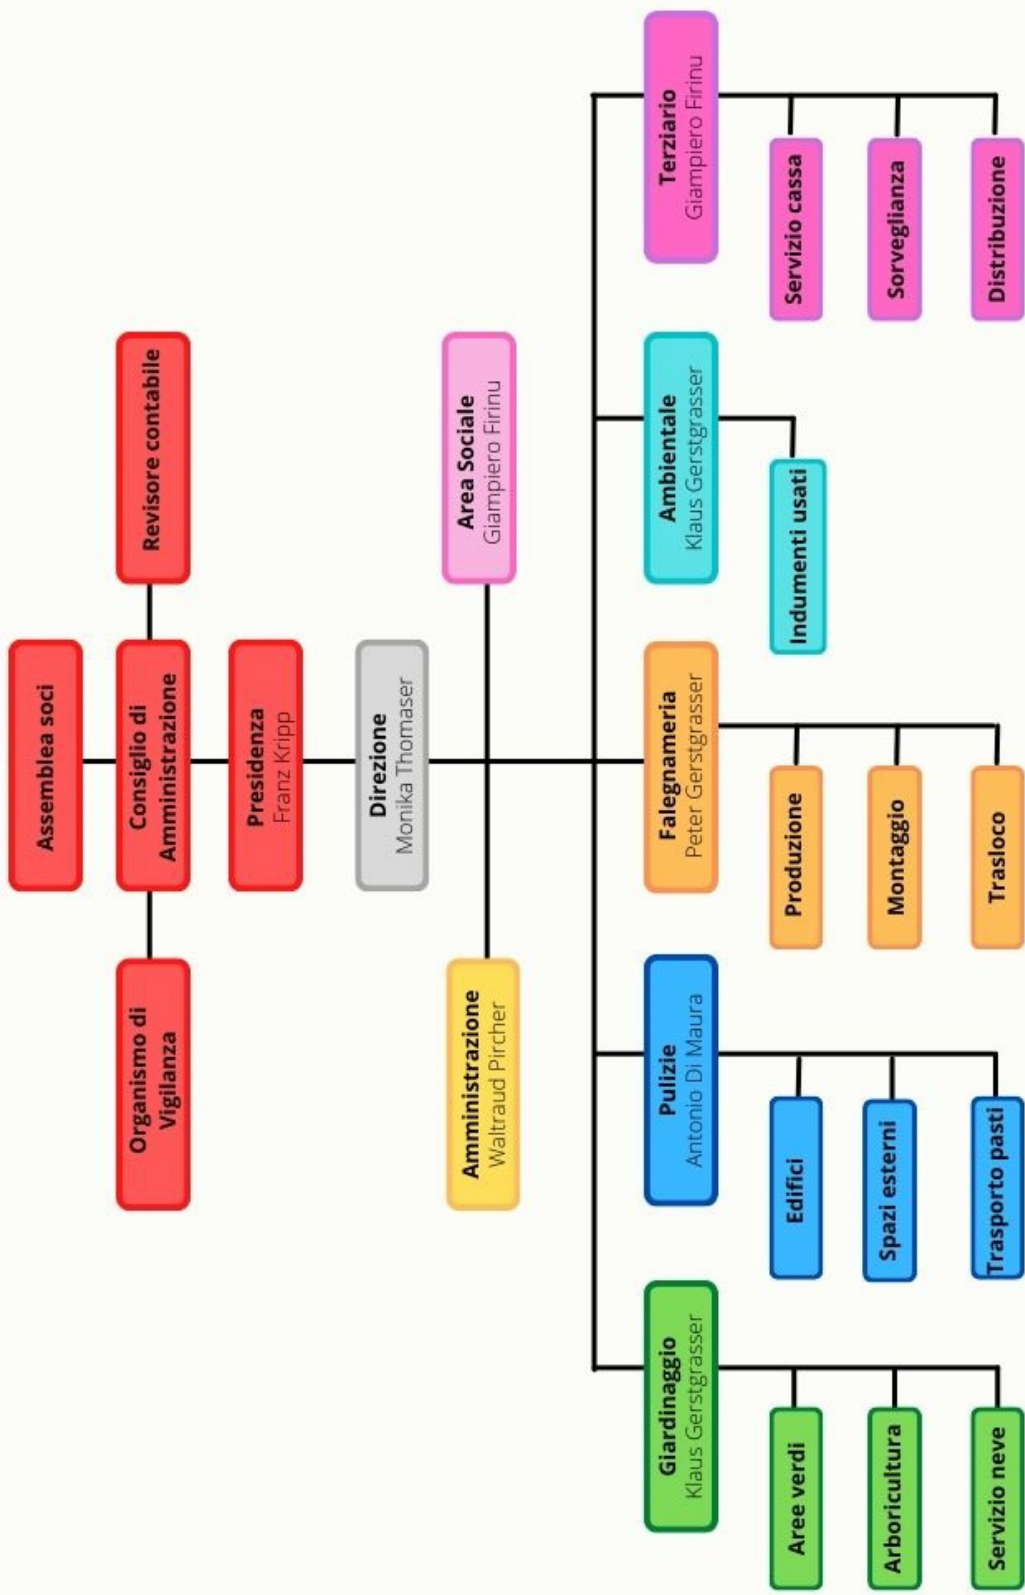 Assemblea soci
Organismo di
Vigilanza
Consiglio di
Amministrazione
Revisore contabile
Presidenza
Franz Kripp
Direzione
Monika Thomaser
Amministrazione
Waltraud Pircher
Area Sociale
Giampiero Firinu
Giardinaggio
Klaus Gerstgrasser
Aree verdi
Arboricultura
Servizio neve
Pulizie
Antonio Di Maura
Edifici
Spazi esterni
Trasporto pasti
Falegnameria
Peter Gerstgrasser
Produzione
Montaggio
Trasloco
Ambientale
Klaus Gerstgrasser
Indumenti usati
Terziario
Giampiero Firinu
Servizio cassa
Sorveglianza
Distribuzione